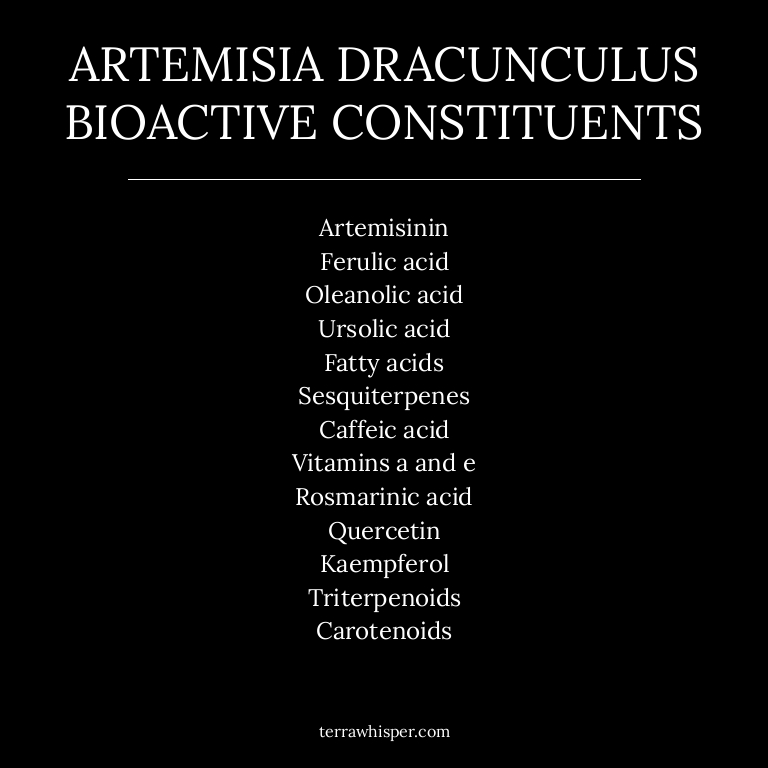 ARTEMISIA DRACUNCULUS
BIOACTIVE CONSTITUENTS
Artemisinin
Ferulic acid
Oleanolic acid
Ursolic acid
Fatty acids
Sesquiterpenes
Caffeic acid
Vitamins a and e
Rosmarinic acid
Quercetin
Kaempferol
Triterpenoids
Carotenoids
terrawhisper.com